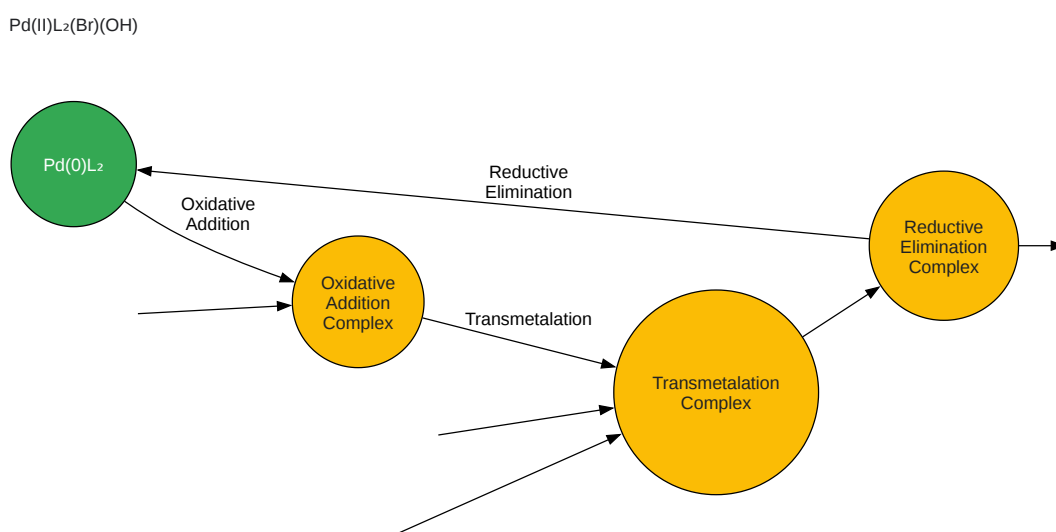 Pd(II)L₂(Br)(OH)
Pd(0)L₂
Oxidative
Addition
Reductive
Elimination
Oxidative
Addition
Complex
Transmetalation
Transmetalation
Complex
Reductive
Elimination
Complex